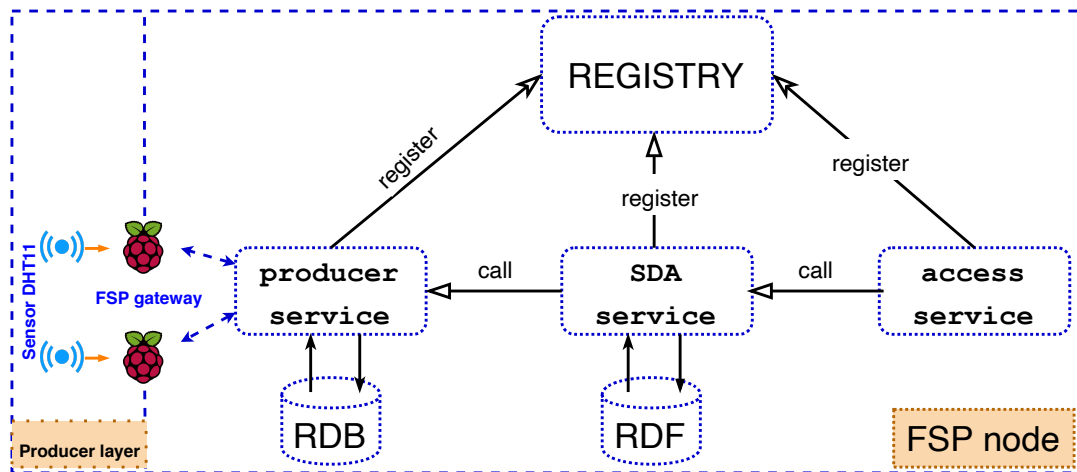 REGISTRY
register
register
register
Sensor DHT11
FSP gateway
producer
service
call
SDA
service
call
access
service
RDB
RDF
Producer layer
FSP node